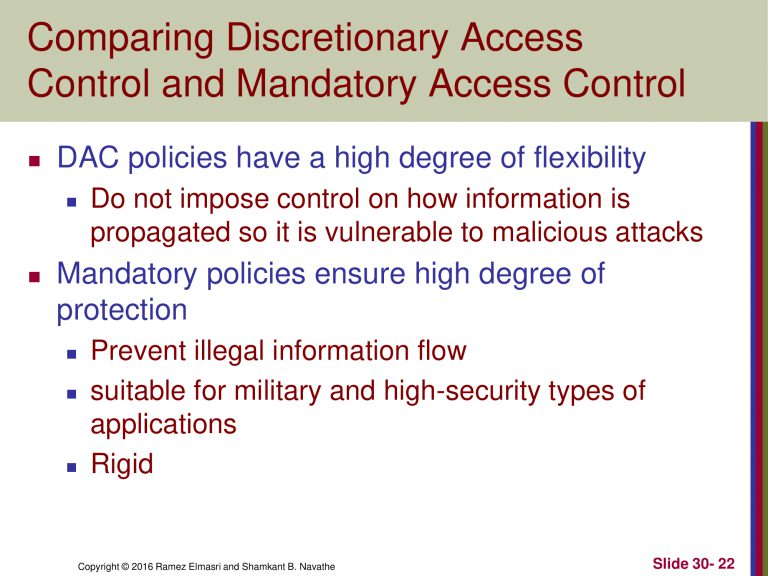 Comparing Discretionary Access
Control and Mandatory Access Control
DAC policies have a high degree of flexibility
Do not impose control on how information is
propagated so it is vulnerable to malicious attacks
Mandatory policies ensure high degree of
protection
Prevent illegal information flow
suitable for military and high-security types of
applications
Rigid
Copyright © 2016 Ramez Elmasri and Shamkant B. Navathe
Slide 30- 22